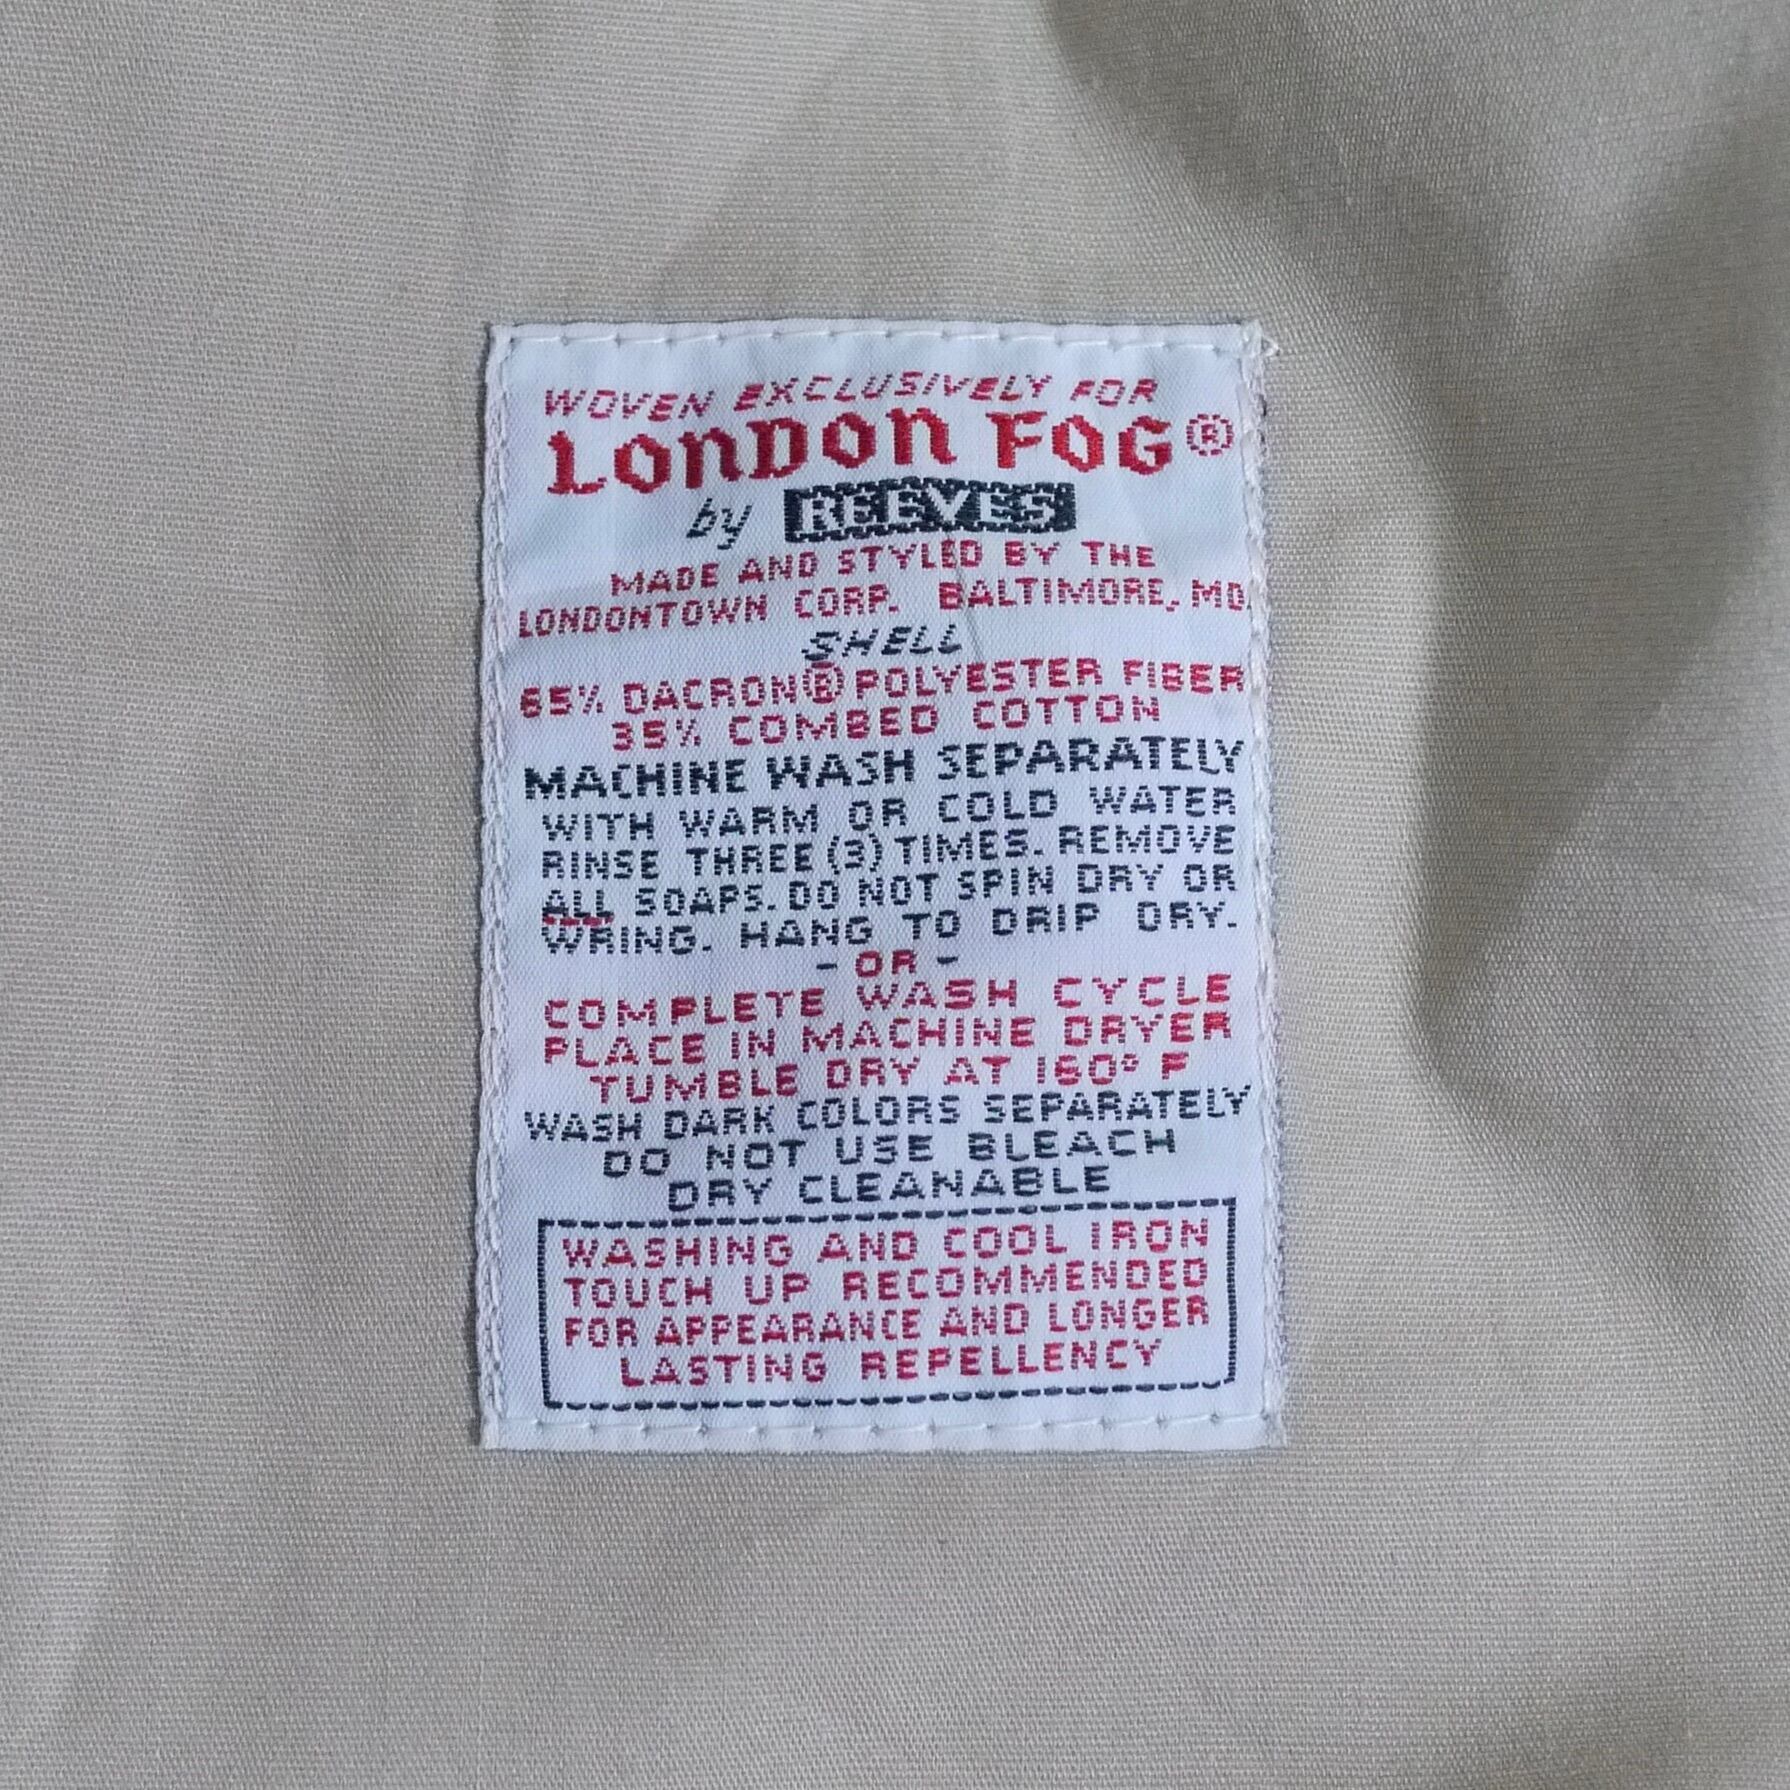 WOVEN EXCLUSIVELY FOR
LONDON FOG®
by REEVES
MADE AND STYLED BY THE
LONDONTOWN CORP. BALTIMORE, MD.
SHELL
65% DACRON® POLYESTER FIBER
35% COMBED COTTON
MACHINE WASH SEPARATELY
WITH WARM OR COLD WATER
RINSE THREE (3) TIMES. REMOVE
ALL SOAPS. DO NOT SPIN DRY OR
WRING. HANG TO DRIP DRY.
- OR -
COMPLETE WASH CYCLE
PLACE IN MACHINE DRYER
TUMBLE DRY AT 160° F
WASH DARK COLORS SEPARATELY
DO NOT USE BLEACH
DRY CLEANABLE
WASHING AND COOL IRON
TOUCH UP RECOMMENDED
FOR APPEARANCE AND LONGER
LASTING REPELLENCY